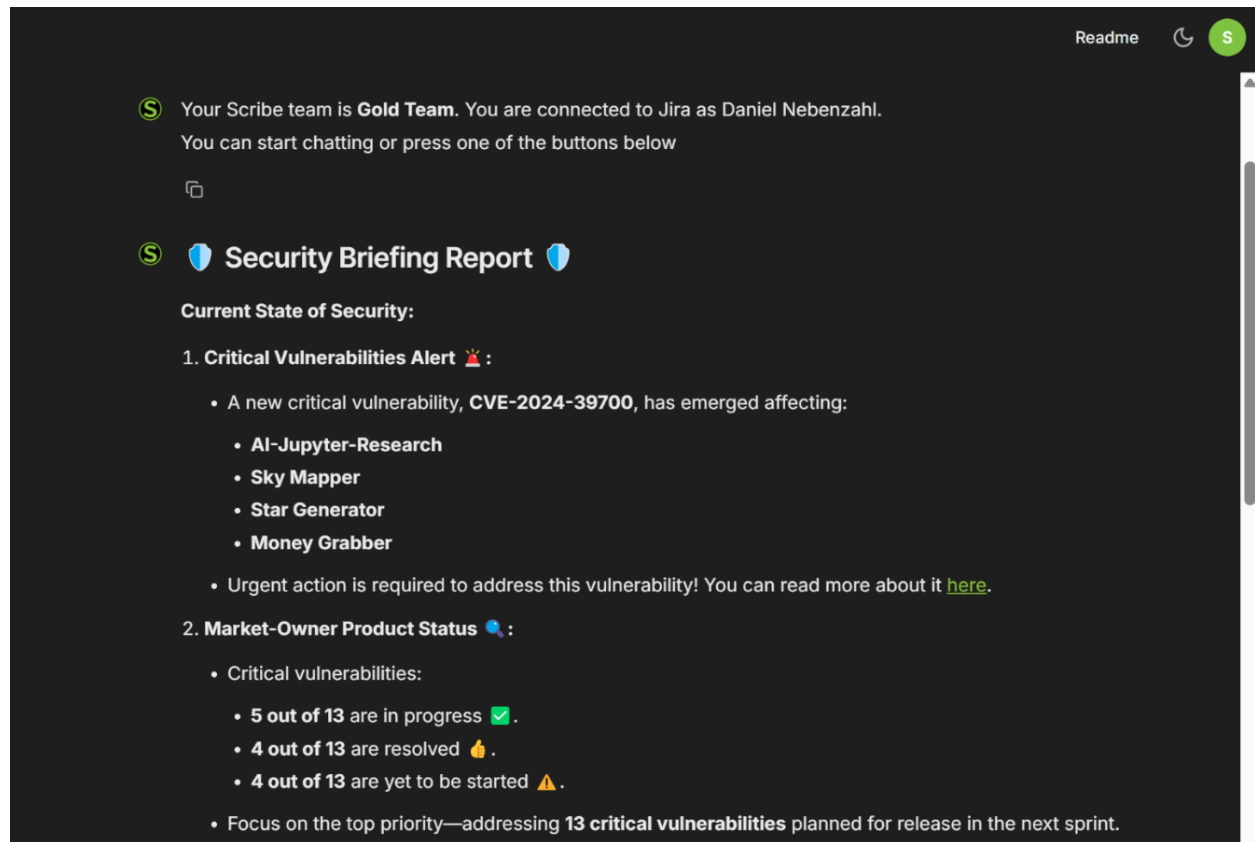 Readme
S
S
Your Scribe team is Gold Team. You are connected to Jira as Daniel Nebenzahl.
You can start chatting or press one of the buttons below
S
🛡️ Security Briefing Report 🛡️
Current State of Security:
1. Critical Vulnerabilities Alert 🚨:
• A new critical vulnerability, CVE-2024-39700, has emerged affecting:
• AI-Jupyter-Research
• Sky Mapper
• Star Generator
• Money Grabber
• Urgent action is required to address this vulnerability! You can read more about it here.
2. Market-Owner Product Status 🔍:
• Critical vulnerabilities:
• 5 out of 13 are in progress ✅.
• 4 out of 13 are resolved 👍.
• 4 out of 13 are yet to be started ⚠️.
• Focus on the top priority—addressing 13 critical vulnerabilities planned for release in the next sprint.